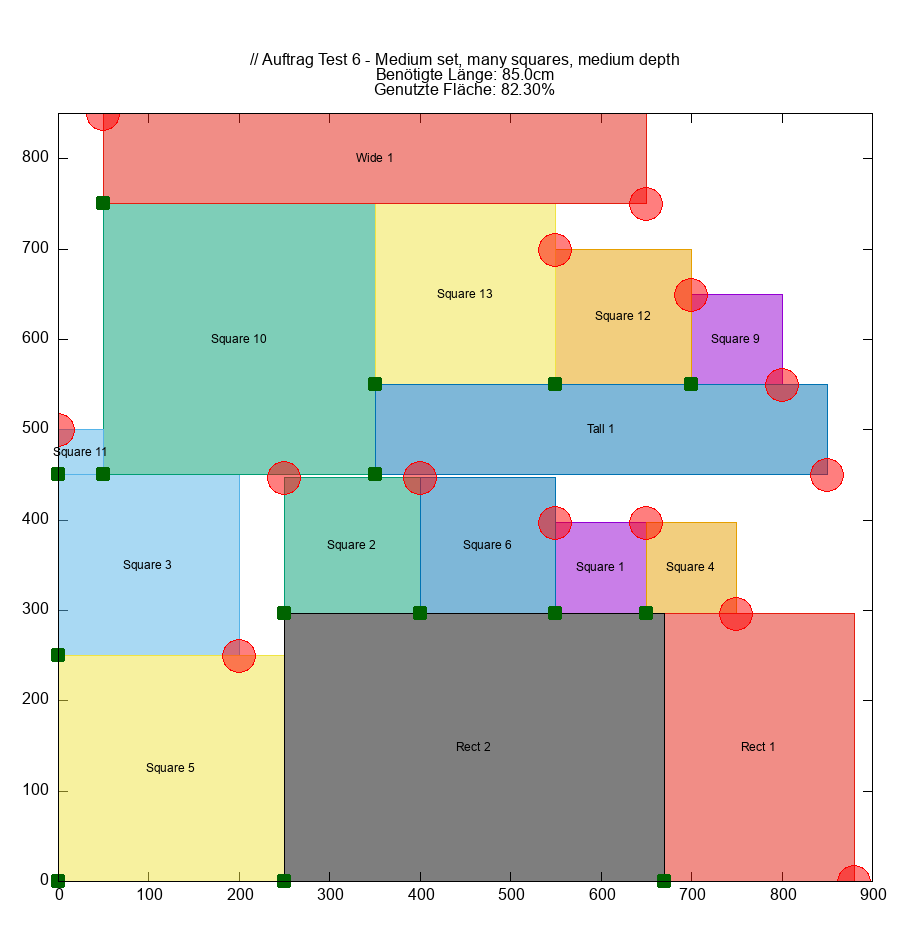 // Auftrag Test 6 - Medium set, many squares, medium depth
Benötigte Länge: 85.0cm
Genutzte Fläche: 82.30%
800
Wide 1
700
Square 13
Square 12
600
Square 10
Square 9
500
Square 11
Tall 1
400
Square 3
Square 2
Square 6
Square 1
Square 4
300
200
Square 5
Rect 2
Rect 1
100
0
0 100 200 300 400 500 600 700 800 900